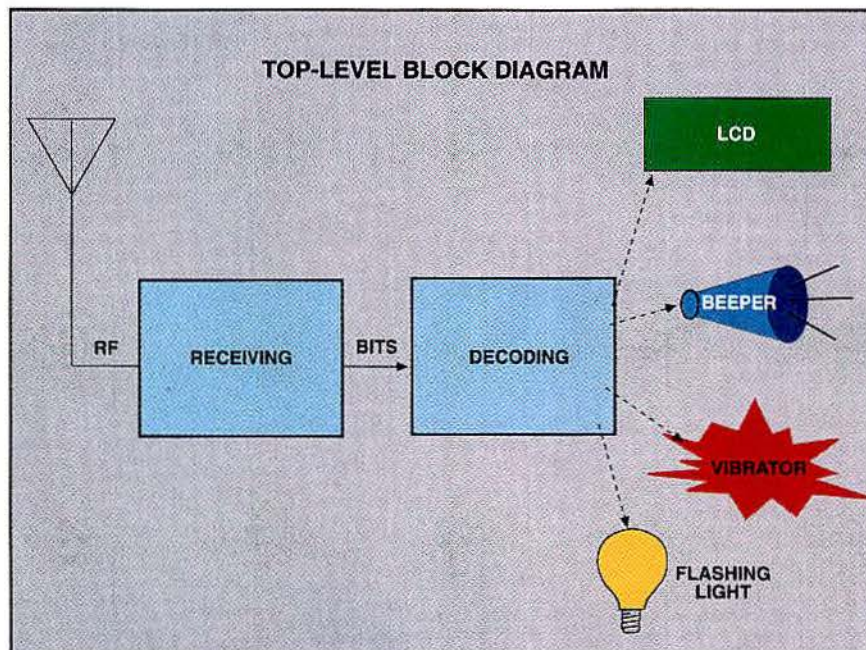 TOP-LEVEL BLOCK DIAGRAM
LCD
BEEPER
RF
RECEIVING
BITS
DECODING
VIBRATOR
FLASHING
LIGHT